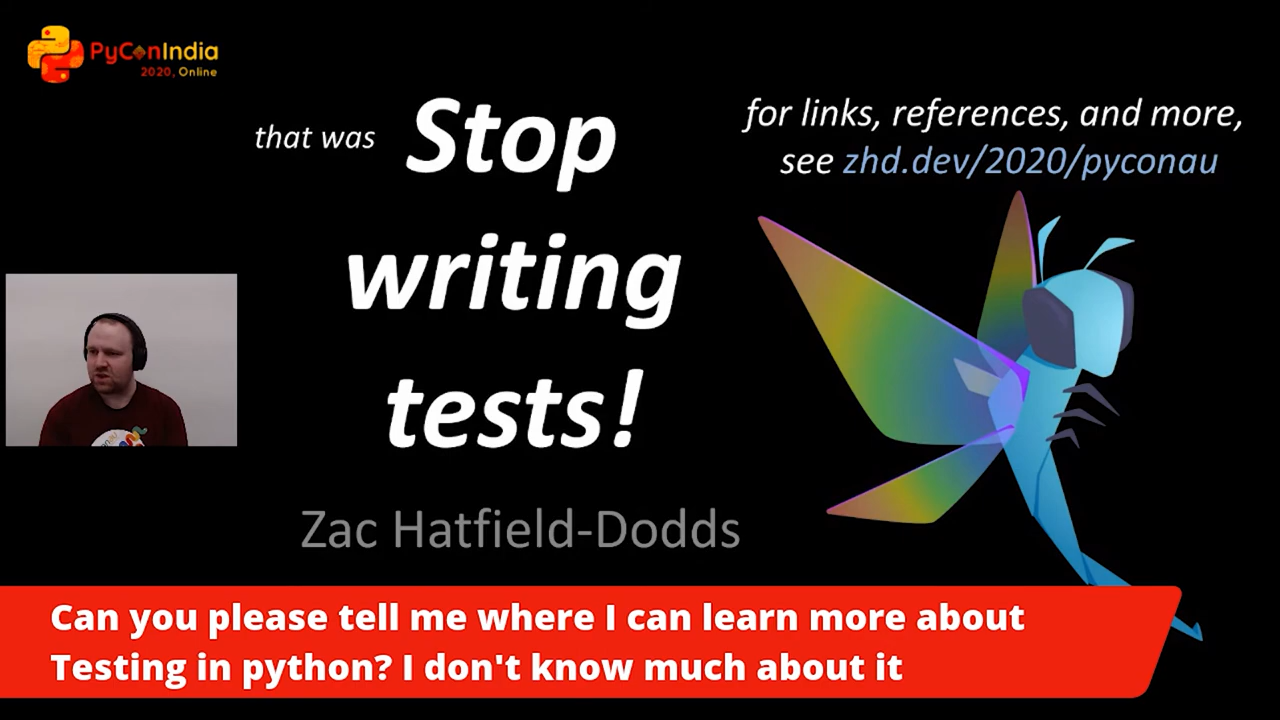 PyConIndia
2020, Online
that was Stop
writing
tests!
for links, references, and more,
see zhd.dev/2020/pyconau
Zac Hatfield-Dodds
Can you please tell me where I can learn more about
Testing in python? I don't know much about it